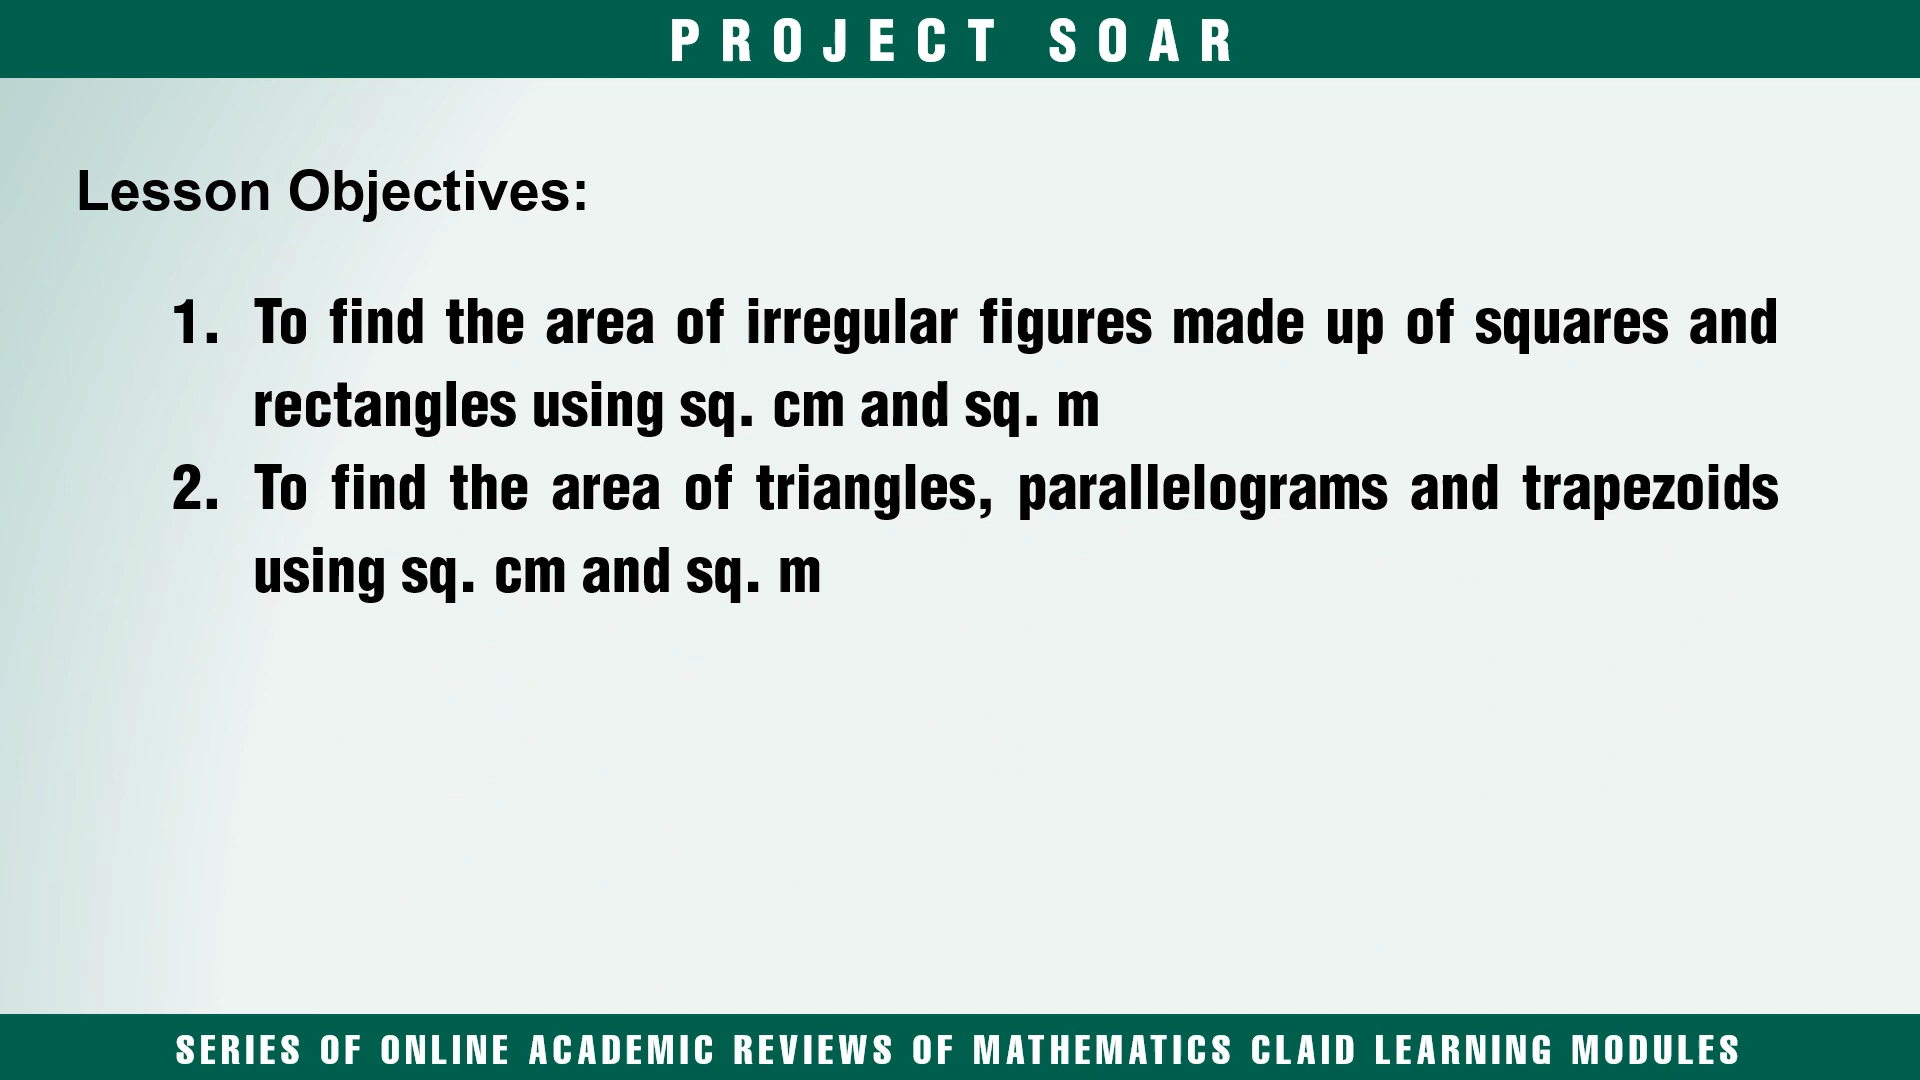 PROJECT SOAR
Lesson Objectives:
1. To find the area of irregular figures made up of squares and
rectangles using sq. cm and sq. m
2. To find the area of triangles, parallelograms and trapezoids
using sq. cm and sq. m
SERIES OF ONLINE ACADEMIC REVIEWS OF MATHEMATICS CLAID LEARNING MODULES